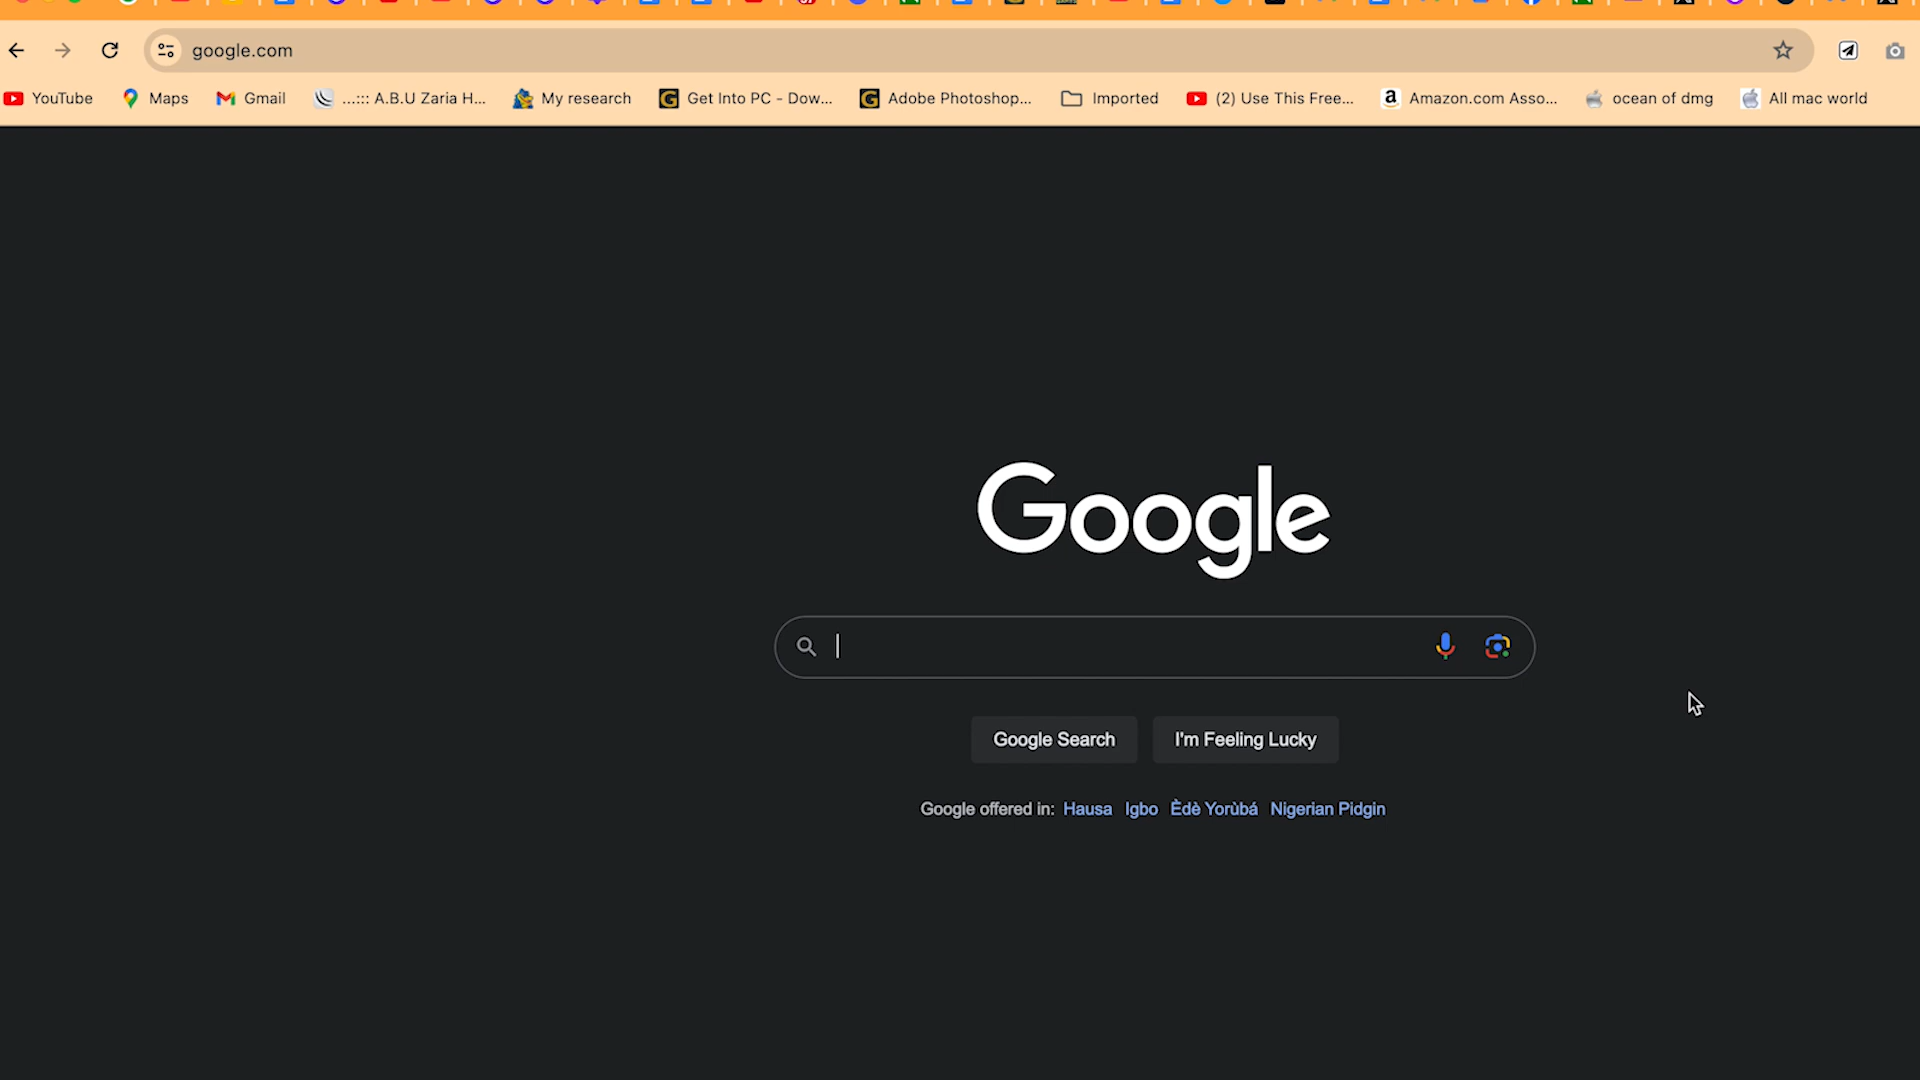 google.com
YouTube Maps Gmail ...::: A.B.U Zaria H... My research Get Into PC - Dow... Adobe Photoshop... Imported (2) Use This Free... Amazon.com Asso... ocean of dmg All mac world
Google
Google Search I'm Feeling Lucky
Google offered in: Hausa Igbo Èdè Yorùbá Nigerian Pidgin